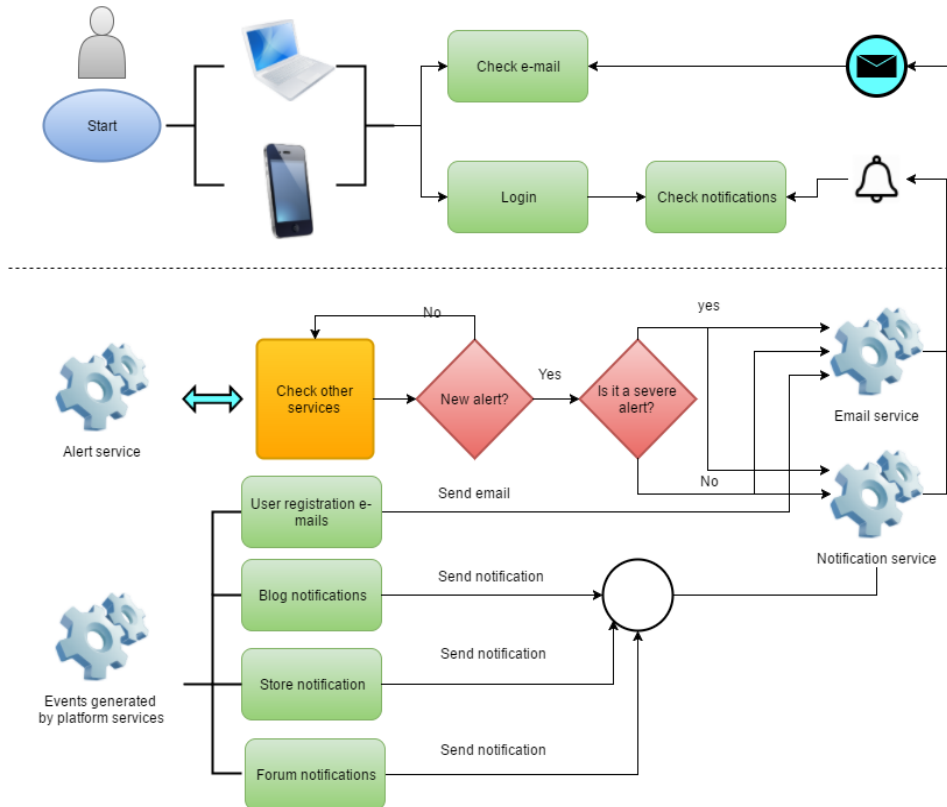 Start
Check e-mail
Login
Check notifications
No
yes
Check other
services
New alert?
Yes
Is it a severe
alert?
Email service
Alert service
No
User registration e-
mails
Send email
Notification service
Blog notifications
Send notification
Events generated
by platform services
Store notification
Send notification
Forum notifications
Send notification